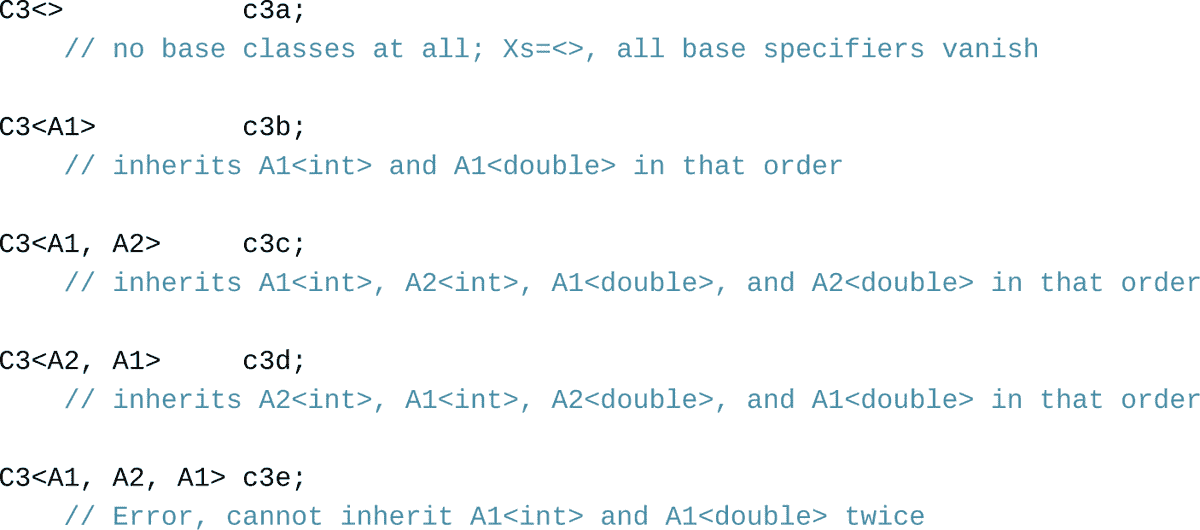 C3<>           c3a;
    // no base classes at all; Xs=<>, all base specifiers vanish
C3<A1>         c3b;
    // inherits A1<int> and A1<double> in that order
C3<A1, A2>     c3c;
    // inherits A1<int>, A2<int>, A1<double>, and A2<double> in that order
C3<A2, A1>     c3d;
    // inherits A2<int>, A1<int>, A2<double>, and A1<double> in that order
C3<A1, A2, A1> c3e;
    // Error, cannot inherit A1<int> and A1<double> twice